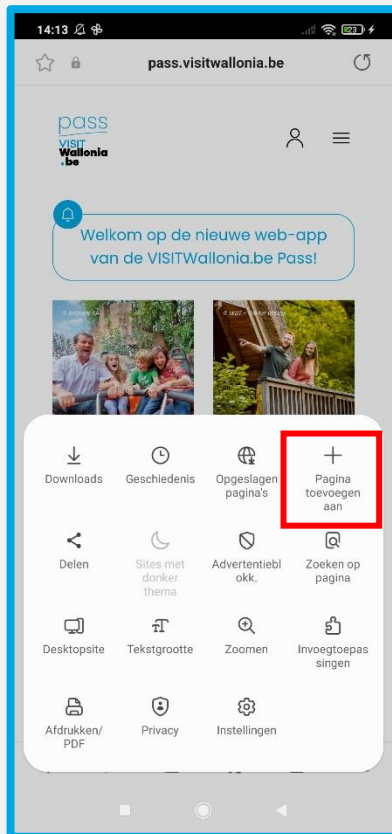 14:13
23
pass.visitwallonia.be
pass
VISIT
Wallonia
.be
Welkom op de nieuwe web-app
van de VISITWallonia.be Pass!
Downloads
Geschiedenis
Opgeslagen
pagina's
Pagina
toevoegen
aan
Delen
Sites met
donker
thema
Advertentiebl
okk.
Zoeken op
pagina
Desktopsite
Tekstgrootte
Zoomen
Invoegtoepas
singen
Afdrukken/
PDF
Privacy
Instellingen